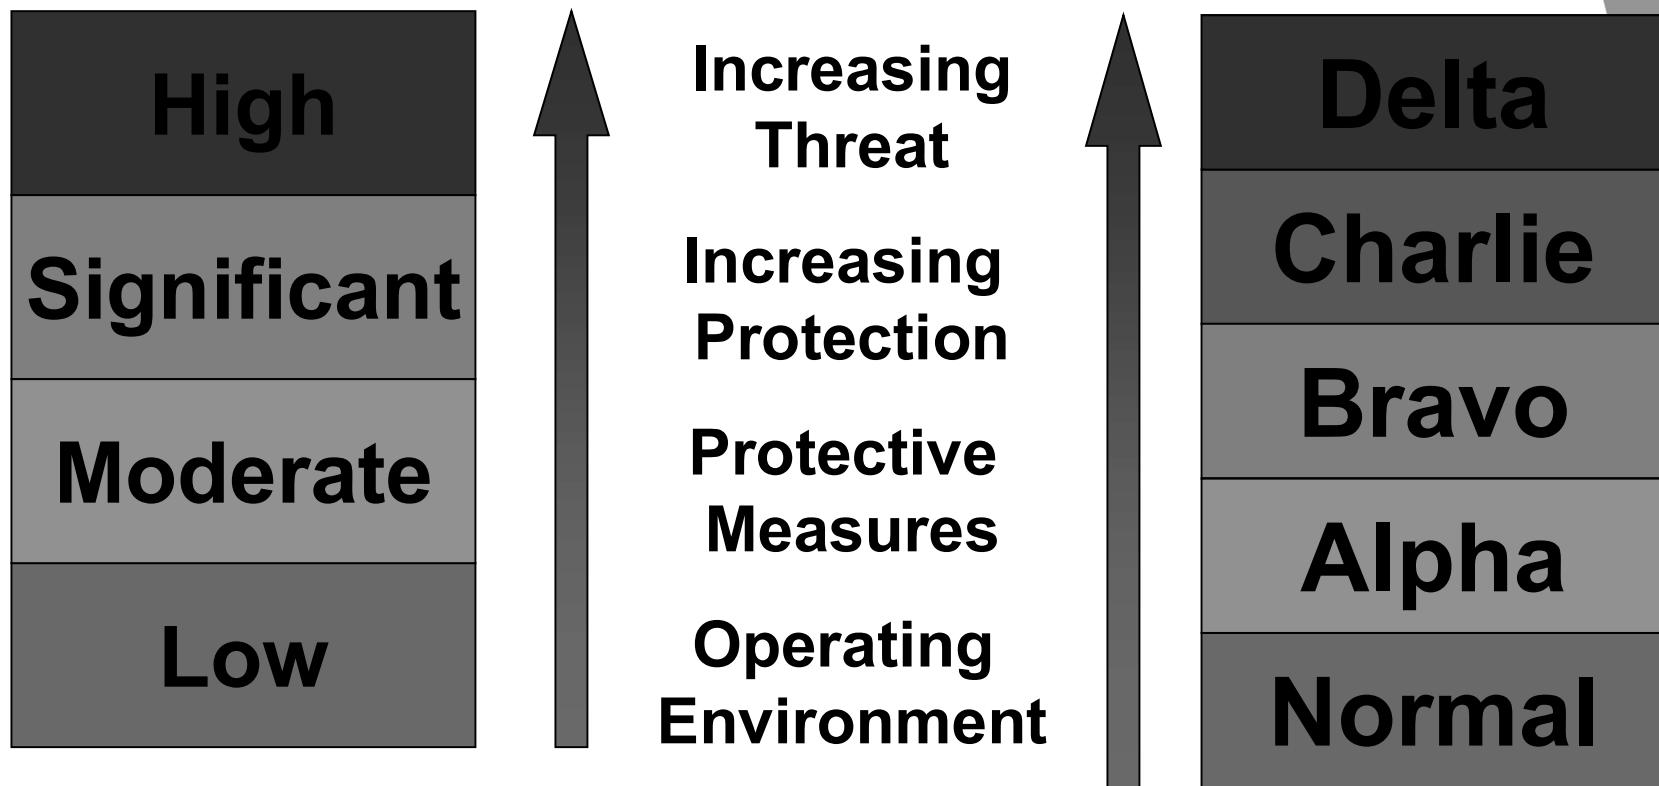 High
Significant
Moderate
Low
Increasing
Threat
Increasing
Protection
Protective
Measures
Operating
Environment
Delta
Charlie
Bravo
Alpha
Normal